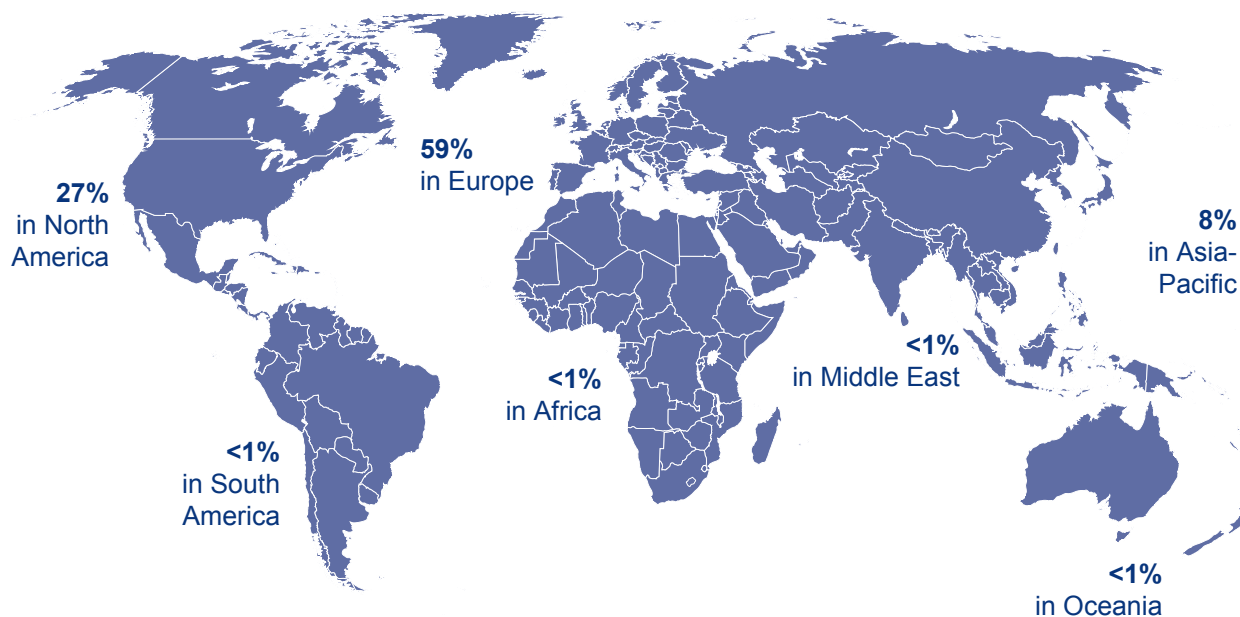 59%
in Europe
27%
in North
America
8%
in Asia-
Pacific
<1%
in Middle East
<1%
in Africa
<1%
in South
America
<1%
in Oceania